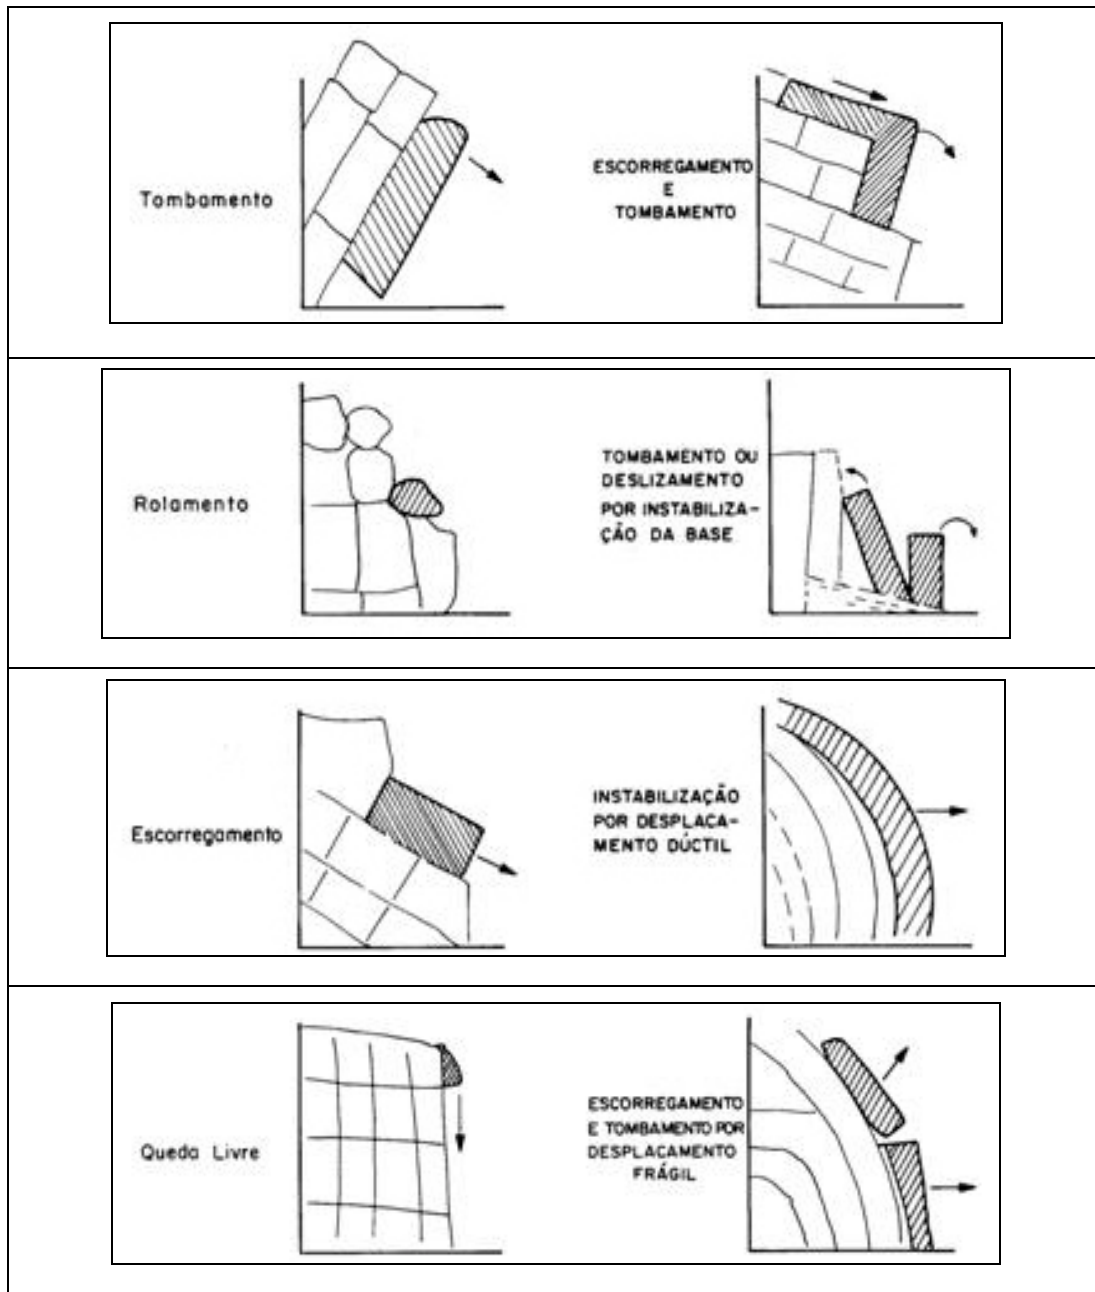 Tombamento
ESCORREGAMENTO
E
TOMBAMENTO
Rolamento
TOMBAMENTO OU
DESLIZAMENTO
POR INSTABILIZA-
ÇÃO DA BASE
Escorregamento
INSTABILIZAÇÃO
POR DESPLACA-
MENTO DÚCTIL
Queda Livre
ESCORREGAMENTO
E TOMBAMENTO POR
DESPLACAMENTO
FRÁGIL